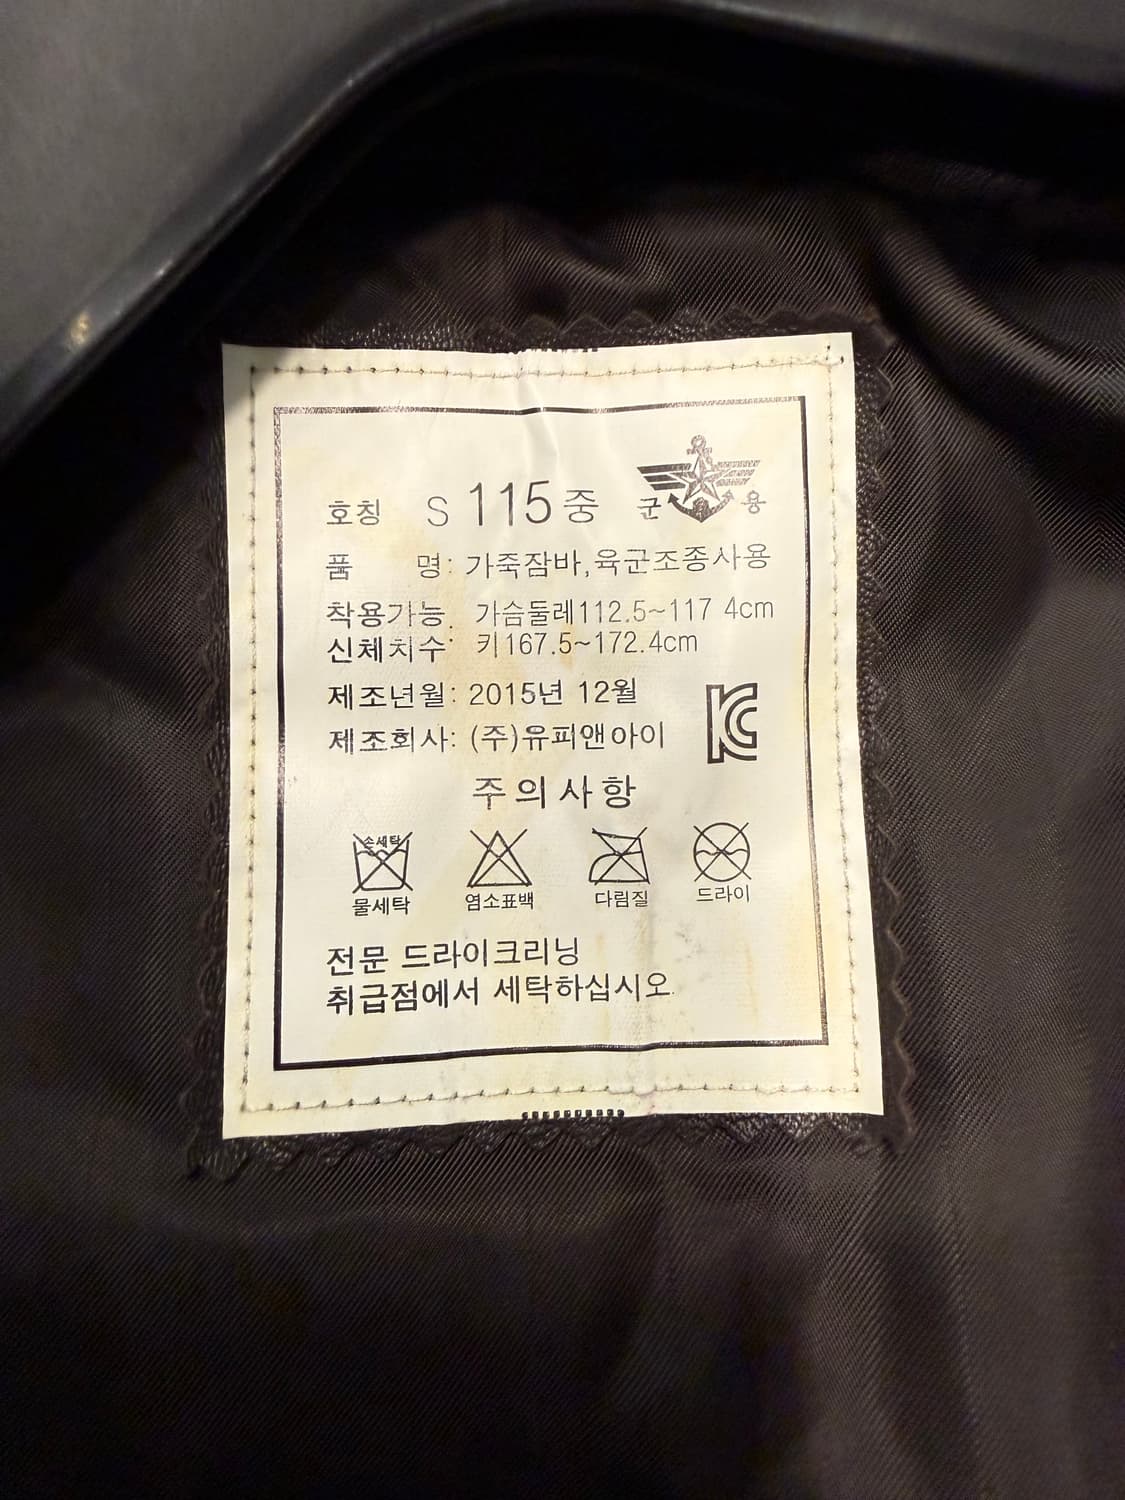 호칭 S 115 중 군 용
품 명: 가죽잠바,육군조종사용
착용가능 가슴둘레112.5~117 4cm
신체치수: 키167.5~172.4cm
제조년월: 2015년 12월
제조회사: (주)유피앤아이
주의사항
손세탁
물세탁 염소표백 다림질 드라이
전문 드라이크리닝
취급점에서 세탁하십시오.